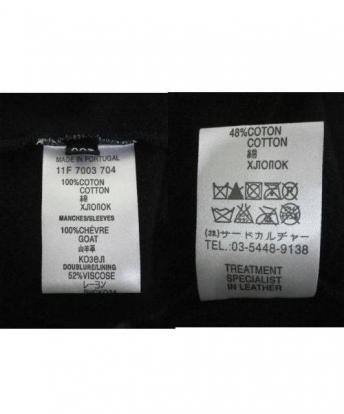 XXS
MADE IN PORTUGAL
11F 7003 704
100%COTON
COTTON
綿
ХЛОПОК
MANCHES/SLEEVES
100%CHÈVRE
GOAT
山羊革
КОЗЕЛ
DOUBLURE/LINING
52%VISCOSE
レーヨン
48%COTON
COTTON
綿
ХЛОПОК
(株)サードカルチャー
TEL.:03-5448-9138
TREATMENT
SPECIALIST
IN LEATHER